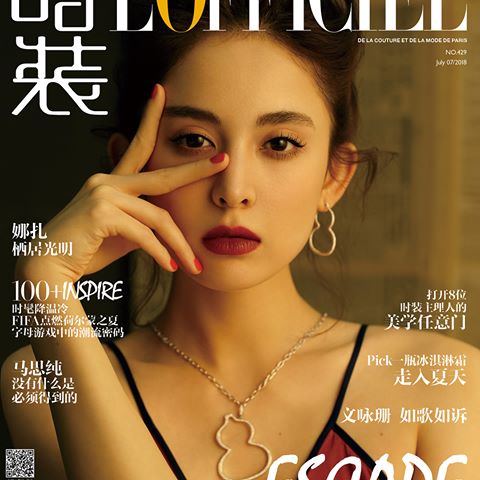 时装
L'OFFICIEL
DE LA COUTURE ET DE LA MODE DE PARIS
NO.429
July 07/2018
娜扎
栖居光明
100+INSPIRE
时髦降温冷
FIFA点燃荷尔蒙之夏
字母游戏中的潮流密码
马思纯
没有什么是
必须得到的
打开8位
时装主理人的
美学任意门
Pick一瓶冰淇淋霜
走入夏天
文咏珊 如歌如诉
ESCAPE